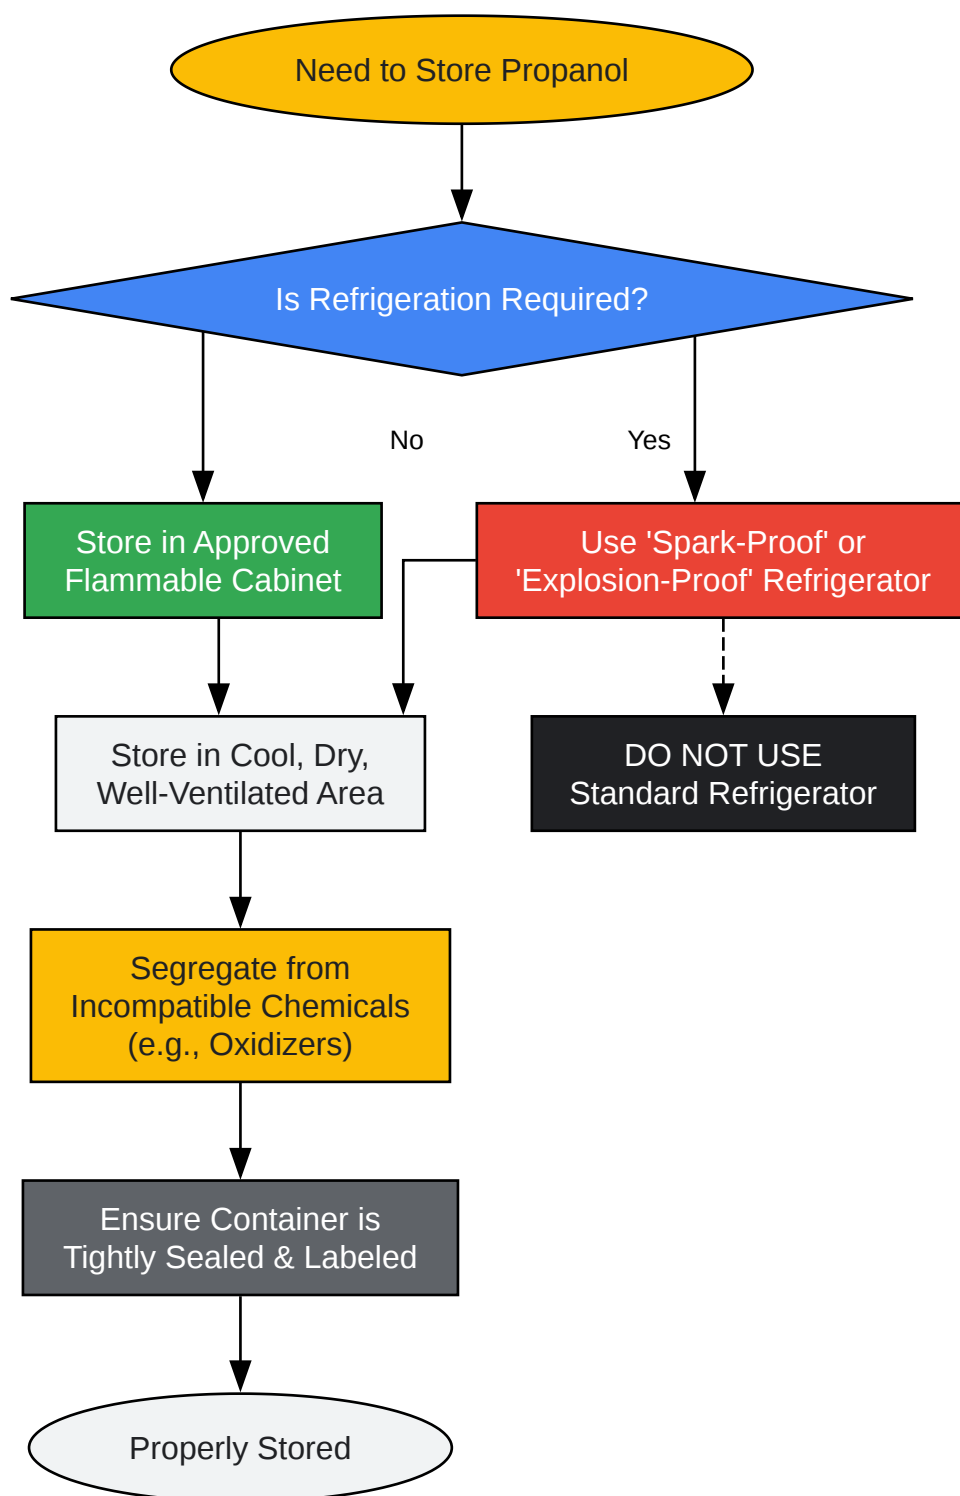 Need to Store Propanol
Is Refrigeration Required?
No
Yes
Store in Approved
Flammable Cabinet
Use 'Spark-Proof' or
'Explosion-Proof' Refrigerator
Store in Cool, Dry,
Well-Ventilated Area
DO NOT USE
Standard Refrigerator
Segregate from
Incompatible Chemicals
(e.g., Oxidizers)
Ensure Container is
Tightly Sealed & Labeled
Properly Stored